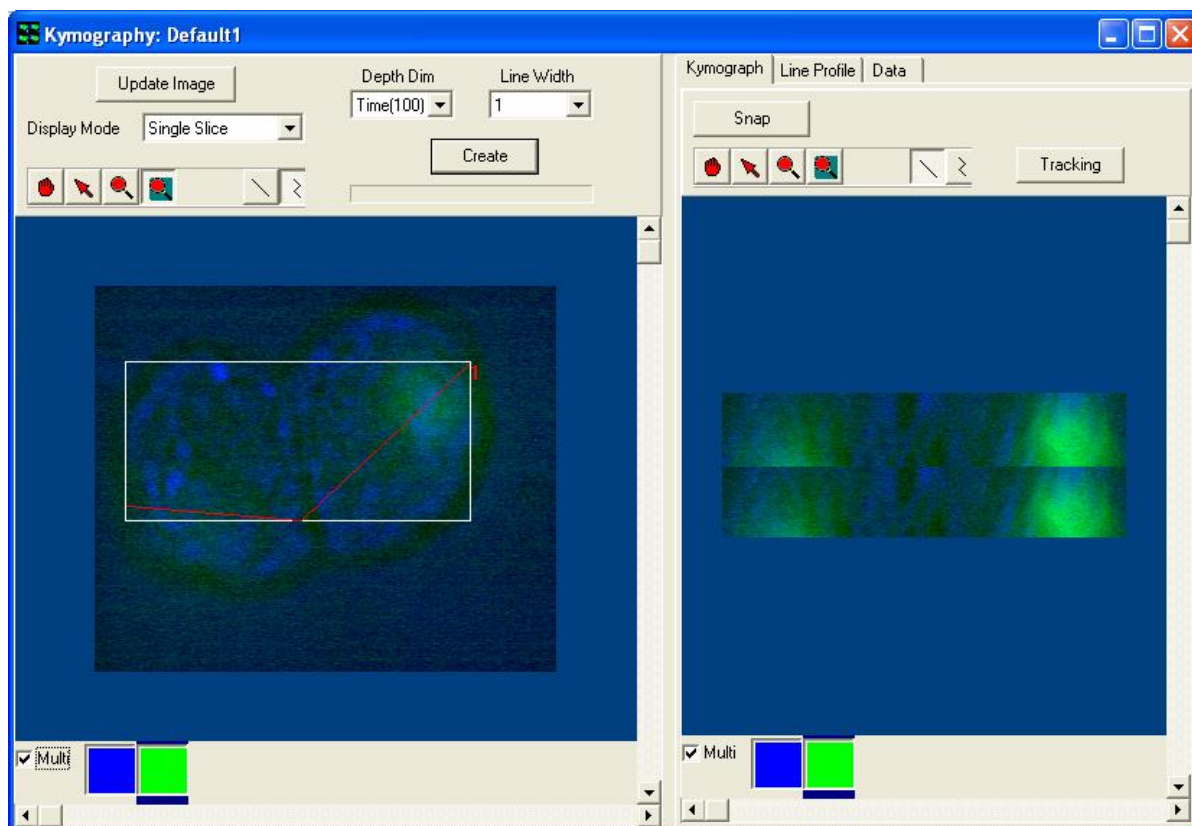 Kymography: Default1
Update Image
Depth Dim
Line Width
Time(100)
1
Display Mode
Single Slice
Create
1
Multi
Kymograph
Line Profile
Data
Snap
Tracking
Multi